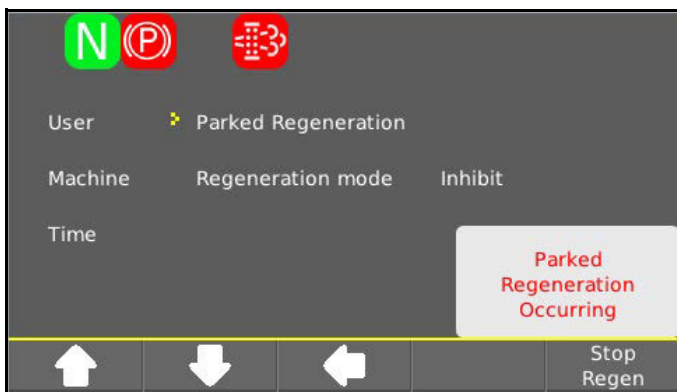 N (P)
User Parked Regeneration
Machine Regeneration mode Inhibit
Time
Parked
Regeneration
Occurring
Stop
Regen